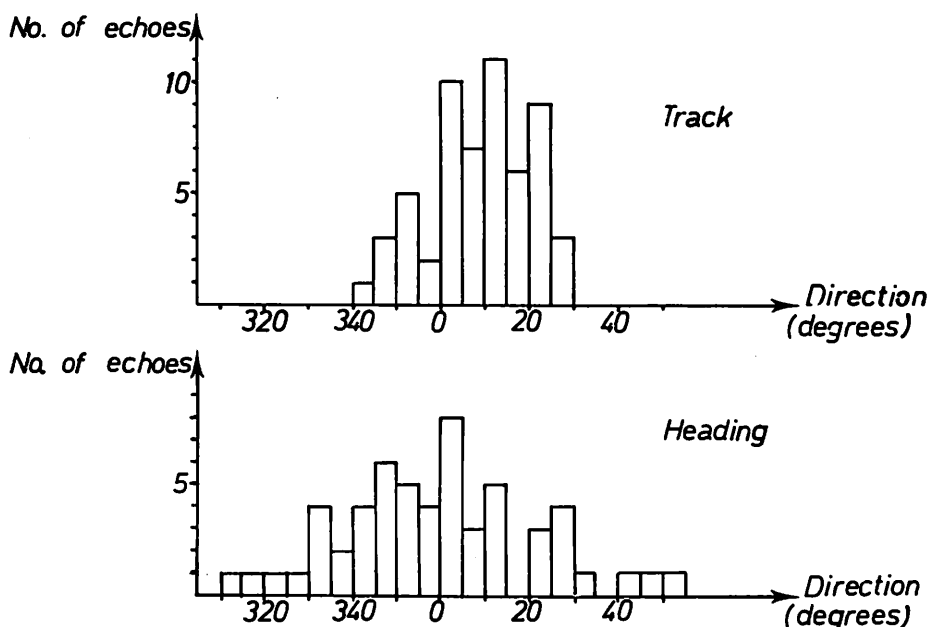 No. of echoes
10
5
Track
320 340 0 20 40
Direction
(degrees)
No. of echoes
5
Heading
320 340 0 20 40
Direction
(degrees)